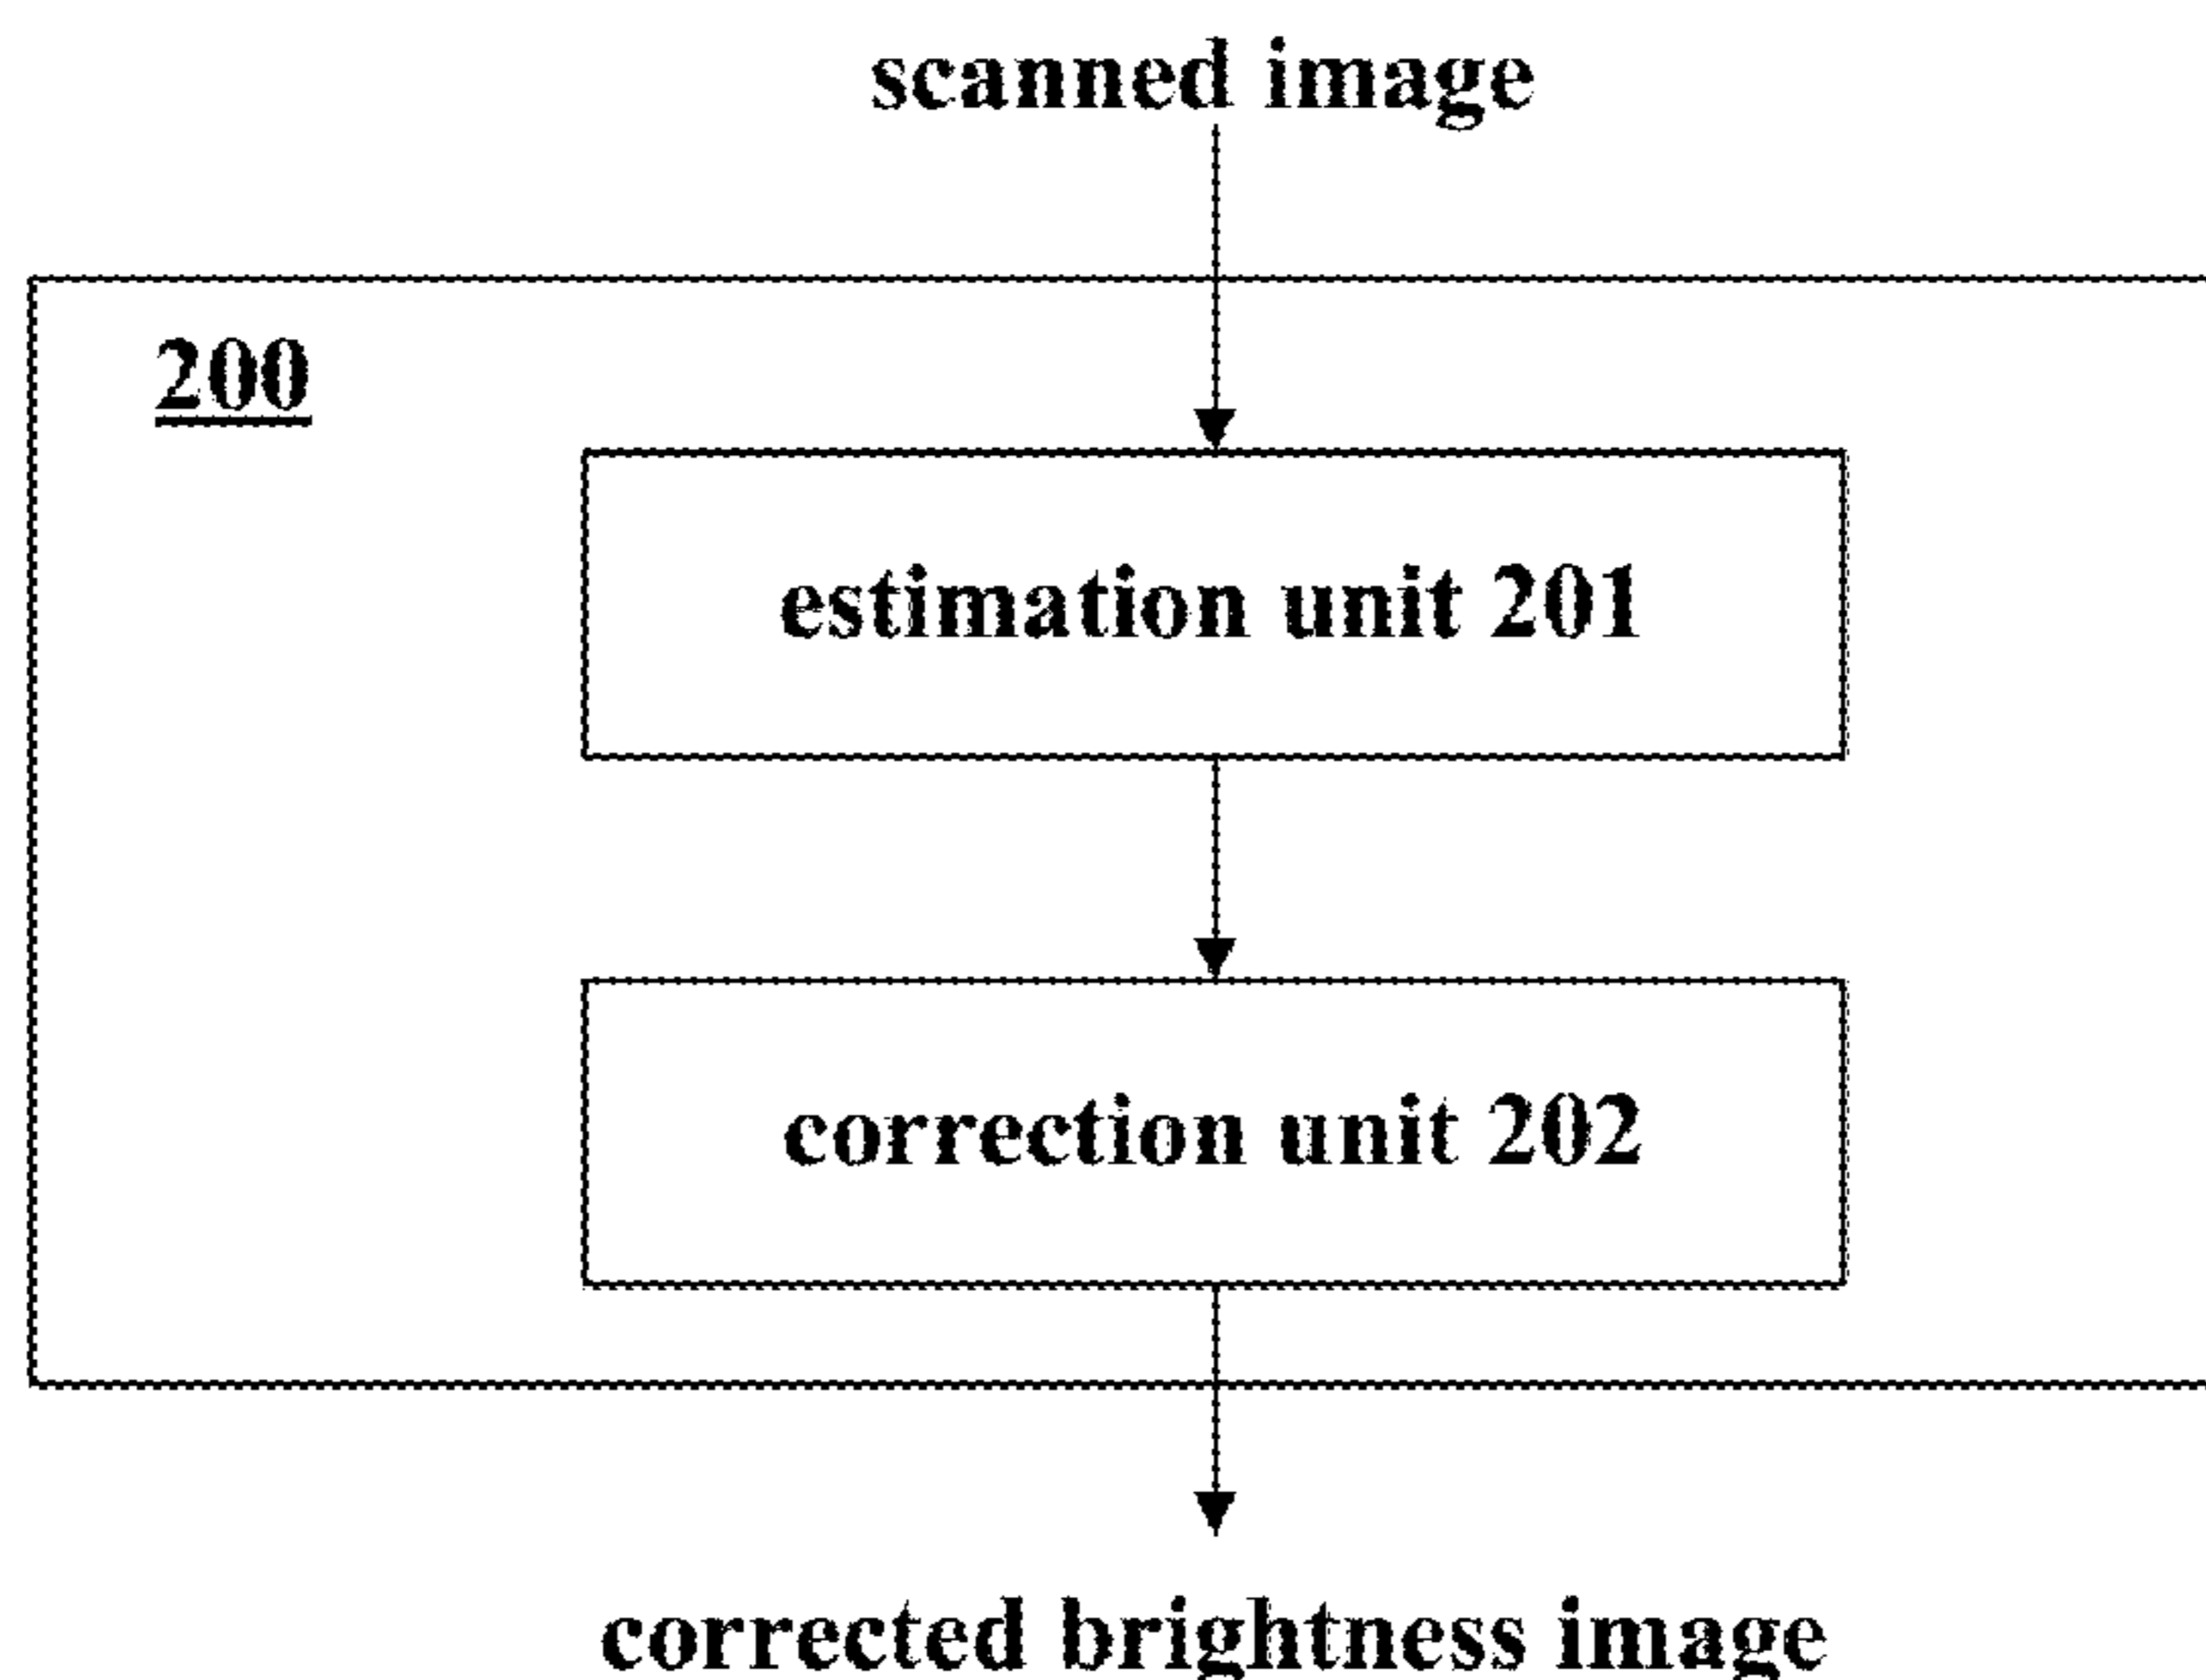 scanned image
200
estimation unit 201
correction unit 202
corrected brightness image